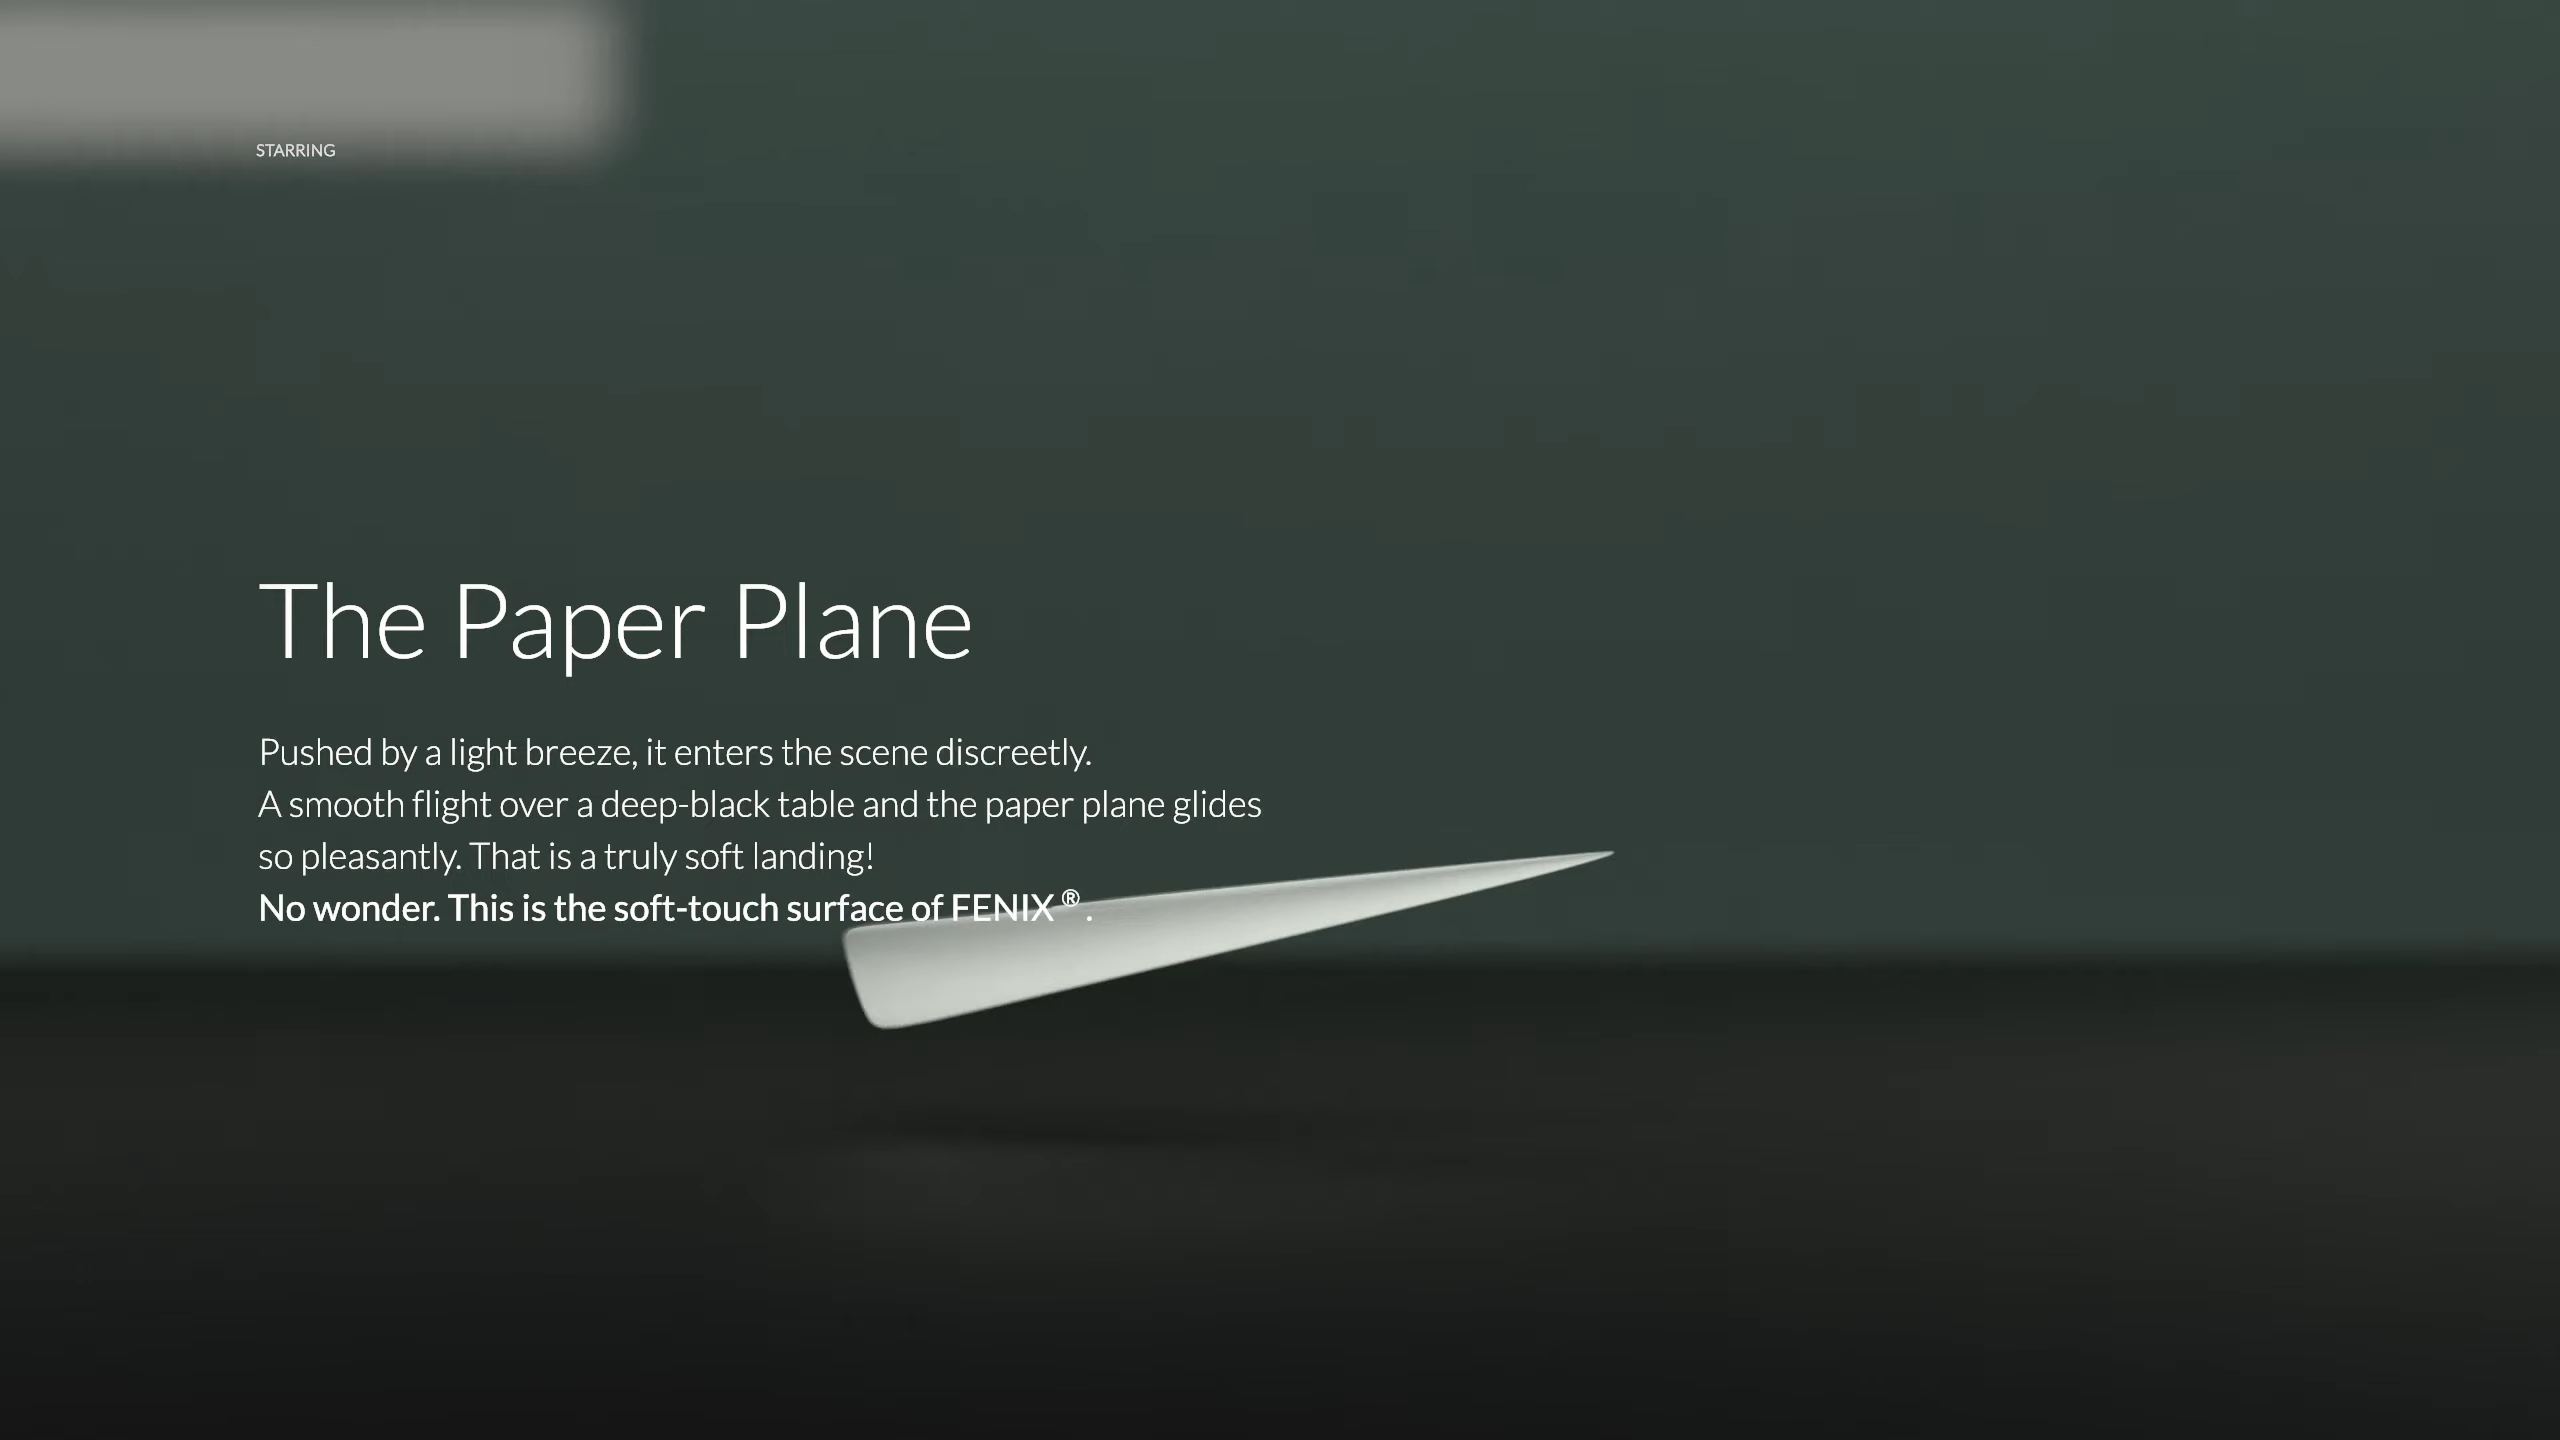 STARRING
The Paper Plane
Pushed by a light breeze, it enters the scene discreetly.
A smooth flight over a deep-black table and the paper plane glides
so pleasantly. That is a truly soft landing!
No wonder. This is the soft-touch surface of FENIX ®.